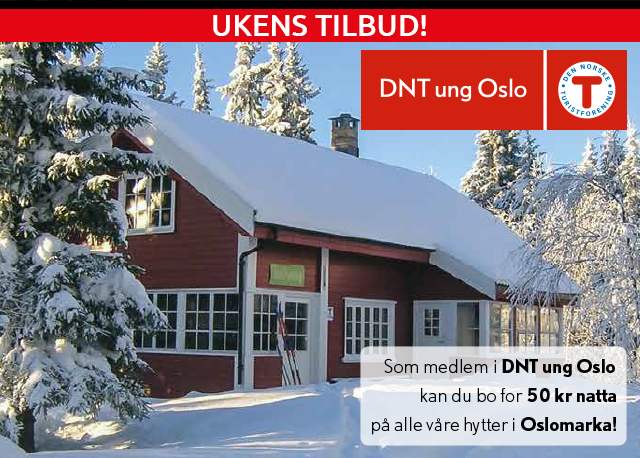 UKENS TILBUD!
DNT ung Oslo
DEN NORSKE
TURISTFORENING
T
Som medlem i DNT ung Oslo
kan du bo for 50 kr natta
på alle våre hytter i Oslomarka!